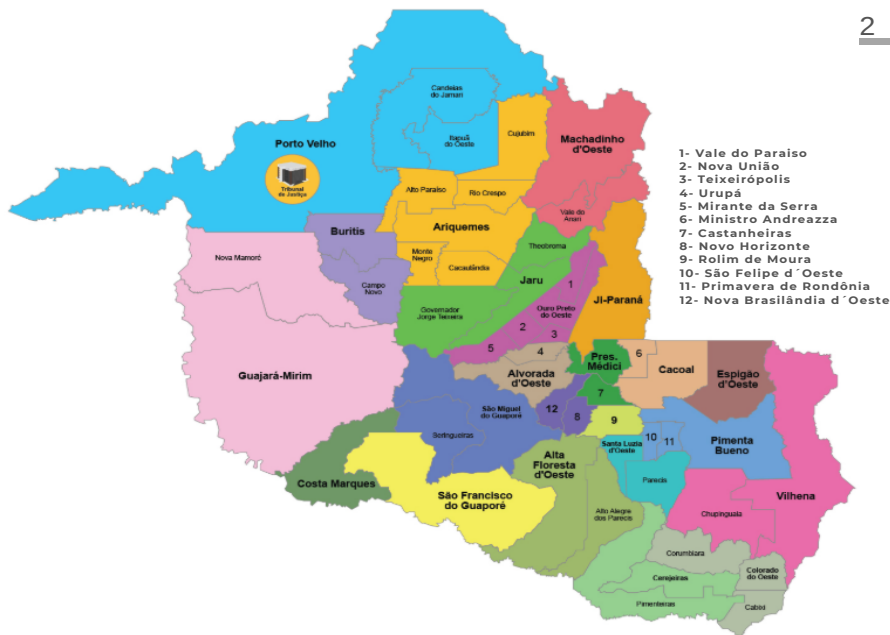 2
Candeias
do Jamari
Itapuã
do Oeste
Cujubim
Porto Velho
Tribunal
de Justiça
Machadinho
d'Oeste
Alto Paraíso
Rio Crespo
Vale do
Anari
Buritis
Ariquemes
Nova Mamoré
Monte
Negro
Cacaulândia
Theobroma
Campo
Novo
Jaru
1
Governador
Jorge Teixeira
Ouro Preto
do Oeste
2
3
Ji-Paraná
5
4
Guajará-Mirim
Alvorada
d'Oeste
Pres.
Médici
6
Cacoal
Espigão
d'Oeste
7
São Miguel
do Guaporé
12
8
9
Seringueiras
Santa Luzia
d'Oeste
10
11
Pimenta
Bueno
Alta
Floresta
d'Oeste
Costa Marques
São Francisco
do Guaporé
Parecis
Vilhena
Alto Alegre
dos Parecis
Chupinguaia
Corumbiara
Cerejeiras
Colorado
do Oeste
Pimenteiras
Cabixi
1- Vale do Paraiso
2- Nova União
3- Teixeirópolis
4- Urupá
5- Mirante da Serra
6- Ministro Andreazza
7- Castanheiras
8- Novo Horizonte
9- Rolim de Moura
10- São Felipe d´Oeste
11- Primavera de Rondônia
12- Nova Brasilândia d´Oeste